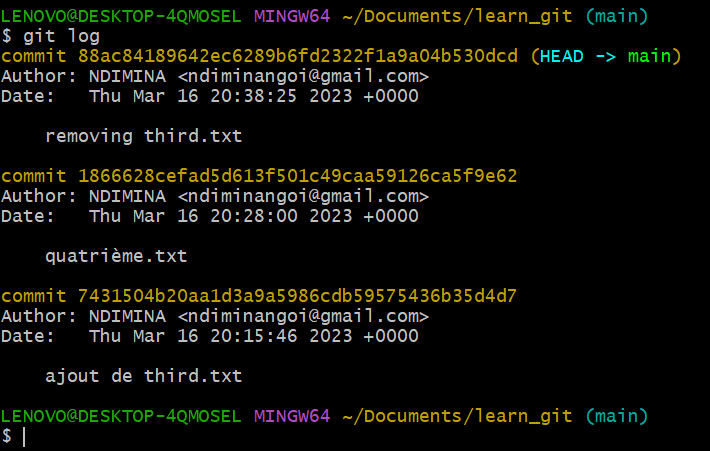 LENOVO@DESKTOP-4QMOSEL MINGW64 ~/Documents/learn_git (main)
$ git log
commit 88ac84189642ec6289b6fd2322f1a9a04b530dcd (HEAD -> main)
Author: NDIMINA <ndiminangoi@gmail.com>
Date:   Thu Mar 16 20:38:25 2023 +0000
    removing third.txt
commit 1866628cefad5d613f501c49caa59126ca5f9e62
Author: NDIMINA <ndiminangoi@gmail.com>
Date:   Thu Mar 16 20:28:00 2023 +0000
    quatrième.txt
commit 7431504b20aa1d3a9a5986cdb59575436b35d4d7
Author: NDIMINA <ndiminangoi@gmail.com>
Date:   Thu Mar 16 20:15:46 2023 +0000
    ajout de third.txt
LENOVO@DESKTOP-4QMOSEL MINGW64 ~/Documents/learn_git (main)
$